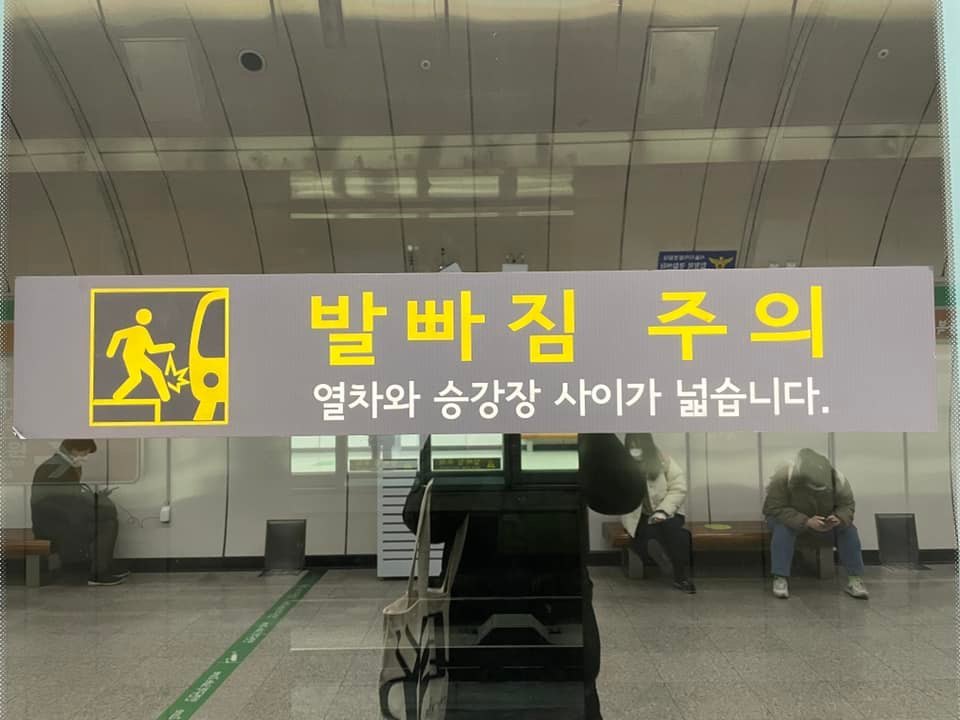 발빠짐 주의
열차와 승강장 사이가 넓습니다.